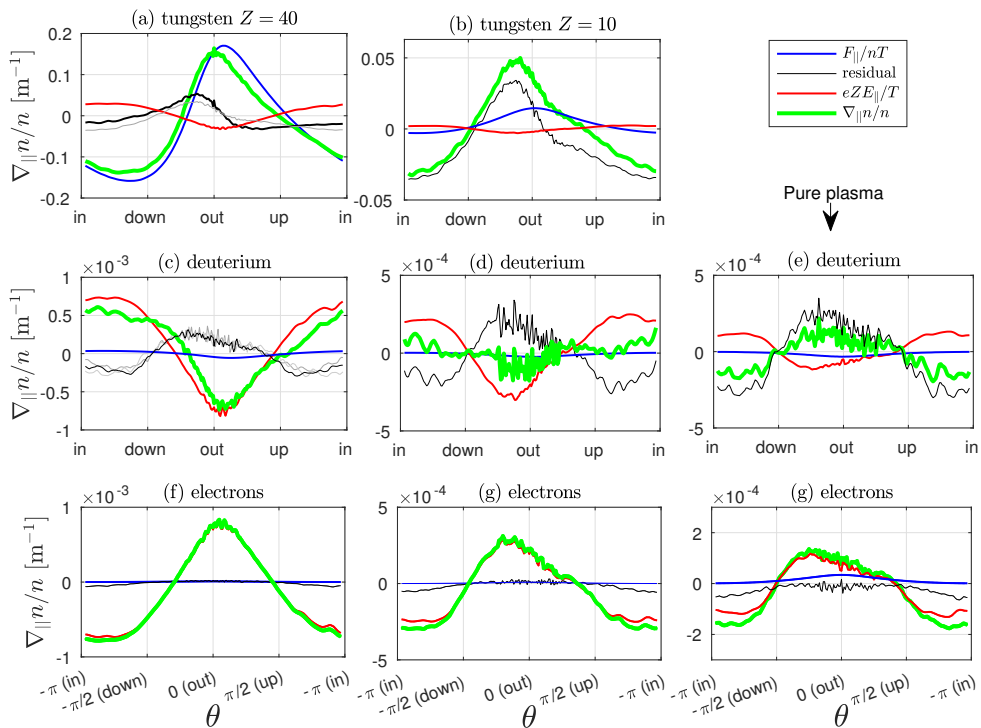 (a) tungsten Z = 40
(b) tungsten Z = 10
F||/nT
residual
eZE||/T
∇||n/n
∇||n/n [m⁻¹]
0.2
0.1
0
-0.1
-0.2
in down out up in
0.05
0
-0.05
in down out up in
Pure plasma
(c) deuterium
(d) deuterium
(e) deuterium
×10⁻³
×10⁻⁴
×10⁻⁴
∇||n/n [m⁻¹]
1
0.5
0
-0.5
-1
in down out up in
5
0
-5
in down out up in
5
0
-5
in down out up in
(f) electrons
(g) electrons
(g) electrons
×10⁻³
×10⁻⁴
×10⁻⁴
∇||n/n [m⁻¹]
1
0
-1
5
0
-5
2
0
-2
-π (in) -π/2 (down) 0 (out) π/2 (up) -π (in)
-π (in) -π/2 (down) 0 (out) π/2 (up) -π (in)
-π (in) -π/2 (down) 0 (out) π/2 (up) -π (in)
θ
θ
θ